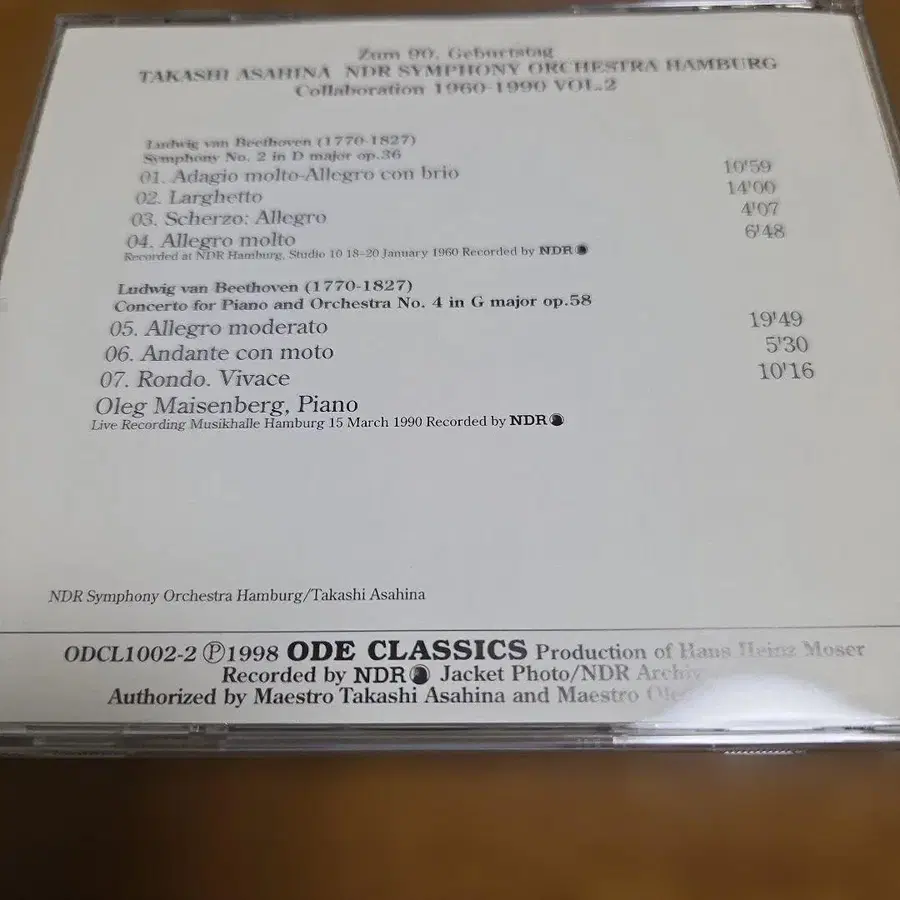 Zum 90. Geburtstag
TAKASHI ASAHINA NDR SYMPHONY ORCHESTRA HAMBURG
Collaboration 1960-1990 VOL.2
Ludwig van Beethoven (1770-1827)
Symphony No. 2 in D major op.36
01. Adagio molto-Allegro con brio 10'59
02. Larghetto 14'00
03. Scherzo: Allegro 4'07
04. Allegro molto 6'48
Recorded at NDR Hamburg, Studio 10 18-20 January 1960 Recorded by NDR
Ludwig van Beethoven (1770-1827)
Concerto for Piano and Orchestra No. 4 in G major op.58
05. Allegro moderato 19'49
06. Andante con moto 5'30
07. Rondo. Vivace 10'16
Oleg Maisenberg, Piano
Live Recording Musikhalle Hamburg 15 March 1990 Recorded by NDR
NDR Symphony Orchestra Hamburg/Takashi Asahina
ODCL1002-2 Ⓟ1998 ODE CLASSICS Production of Hans Heinz Moser
Recorded by NDR Jacket Photo/NDR
Authorized by Maestro Takashi Asahina and Maestro